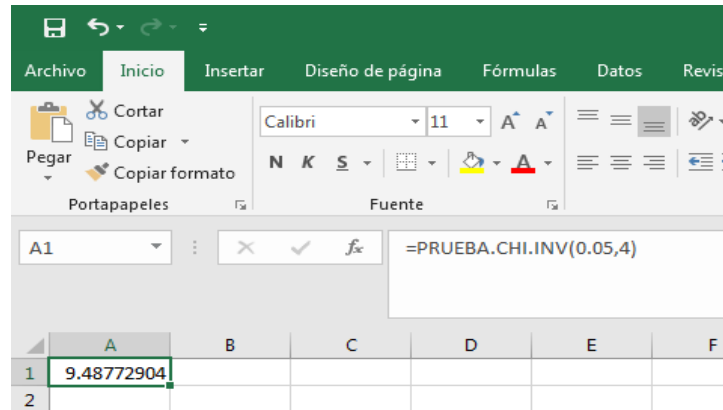 Archivo Inicio Insertar Diseño de página Fórmulas Datos Revis
Cortar
Copiar
Copiar formato
Pegar
Calibri 11 A A
N K S A
Portapapeles Fuente
A1 fx =PRUEBA.CHI.INV(0.05,4)
A B C D E F
1 9.48772904
2